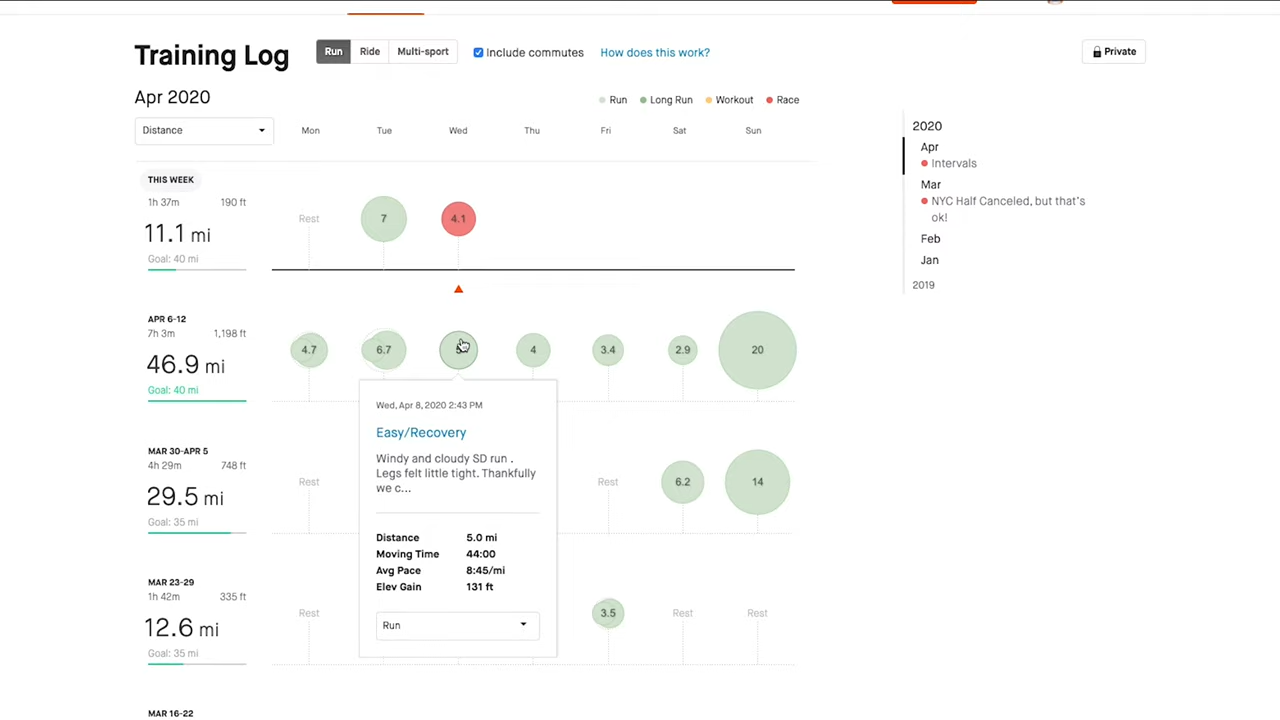 Training Log
Run
Ride
Multi-sport
Include commutes
How does this work?
Private
Apr 2020
Run
Long Run
Workout
Race
Distance
Mon
Tue
Wed
Thu
Fri
Sat
Sun
2020
Apr
Intervals
Mar
NYC Half Canceled, but that's
ok!
Feb
Jan
2019
THIS WEEK
1h 37m 190 ft
11.1 mi
Goal: 40 mi
Rest
7
4.1
APR 6-12
7h 3m 1,198 ft
46.9 mi
Goal: 40 mi
4.7
6.7
4
3.4
2.9
20
Wed, Apr 8, 2020 2:43 PM
Easy/Recovery
Windy and cloudy SD run .
Legs felt little tight. Thankfully
we c...
Distance 5.0 mi
Moving Time 44:00
Avg Pace 8:45/mi
Elev Gain 131 ft
Run
MAR 30-APR 5
4h 29m 748 ft
29.5 mi
Goal: 35 mi
Rest
Rest
6.2
14
MAR 23-29
1h 42m 335 ft
12.6 mi
Goal: 35 mi
Rest
3.5
Rest
Rest
MAR 16-22